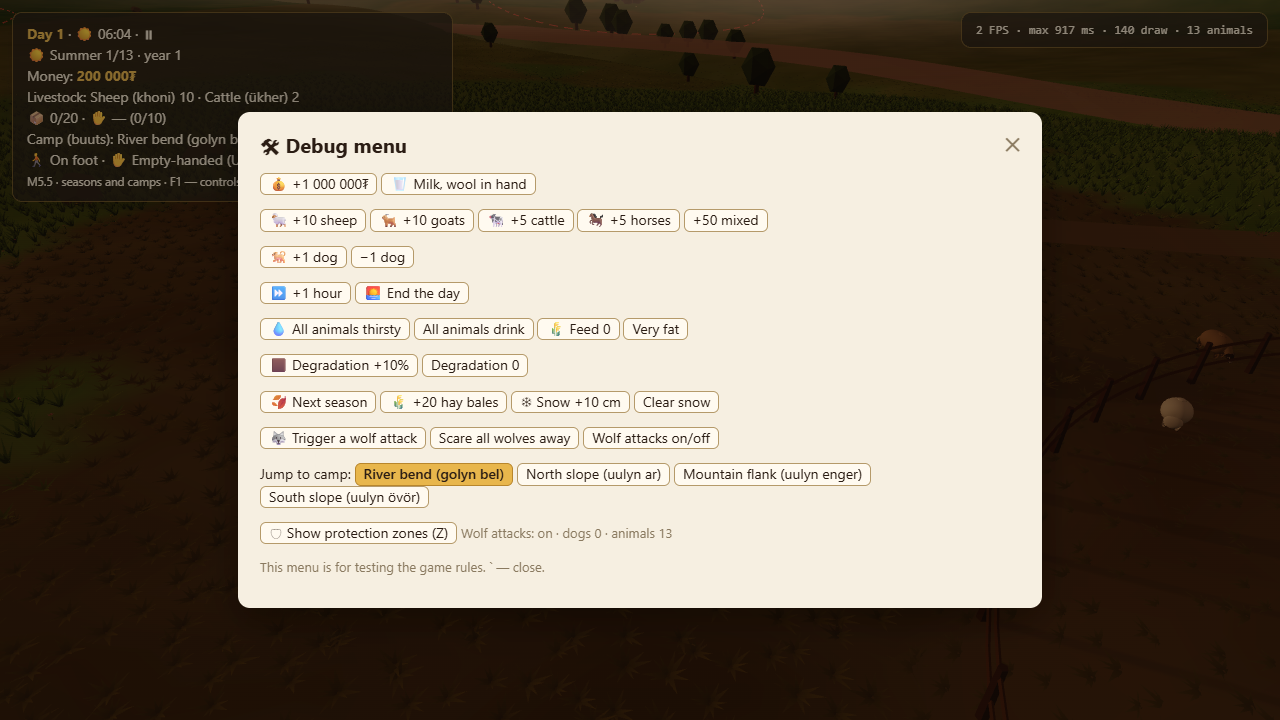 Day 1 · 06:04 ·
Summer 1/13 · year 1
Money: 200 000₮
Livestock: Sheep (khoni) 10 · Cattle (ükher) 2
0/20 · — (0/10)
Camp (buuts): River bend (golyn b
On foot · Empty-handed (U
M5.5 · seasons and camps · F1 — controls
2 FPS · max 917 ms · 140 draw · 13 animals
Debug menu
+1 000 000₮ Milk, wool in hand
+10 sheep +10 goats +5 cattle +5 horses +50 mixed
+1 dog −1 dog
+1 hour End the day
All animals thirsty All animals drink Feed 0 Very fat
Degradation +10% Degradation 0
Next season +20 hay bales Snow +10 cm Clear snow
Trigger a wolf attack Scare all wolves away Wolf attacks on/off
Jump to camp: River bend (golyn bel) North slope (uulyn ar) Mountain flank (uulyn enger)
South slope (uulyn övör)
Show protection zones (Z) Wolf attacks: on · dogs 0 · animals 13
This menu is for testing the game rules. ` — close.